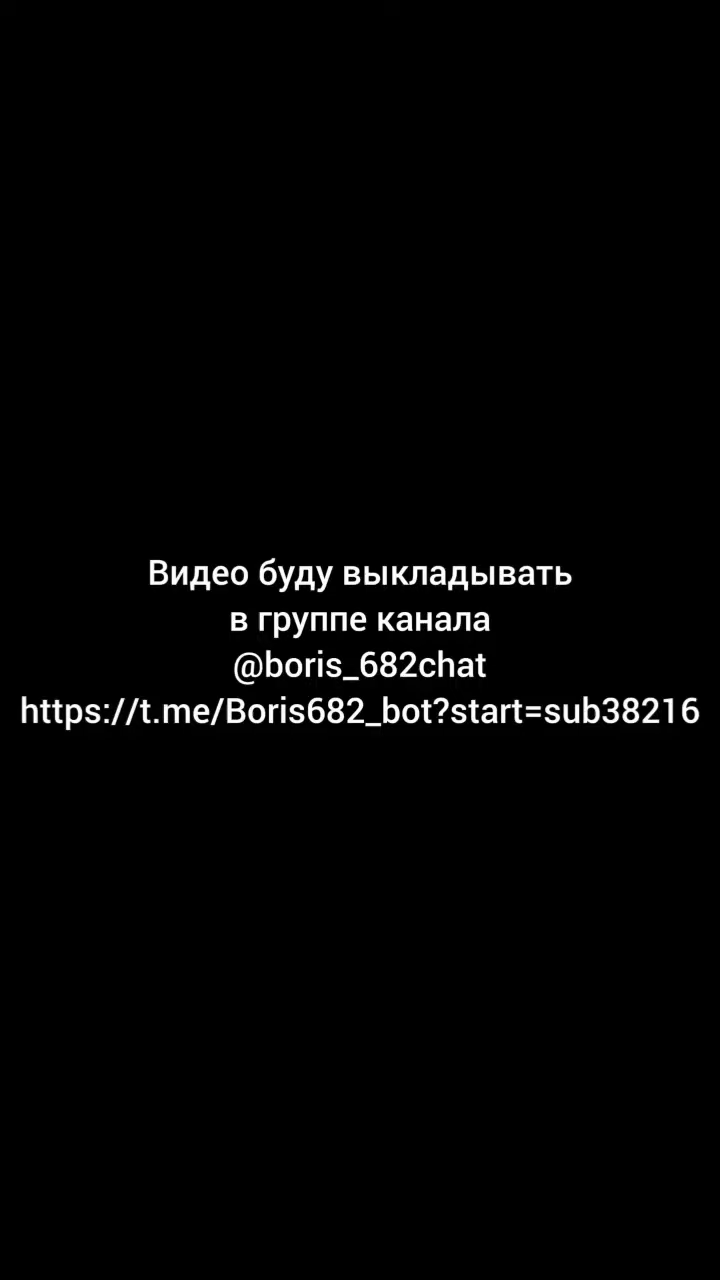 Видео буду выкладывать
в группе канала
@boris_682chat
https://t.me/Boris682_bot?start=sub38216